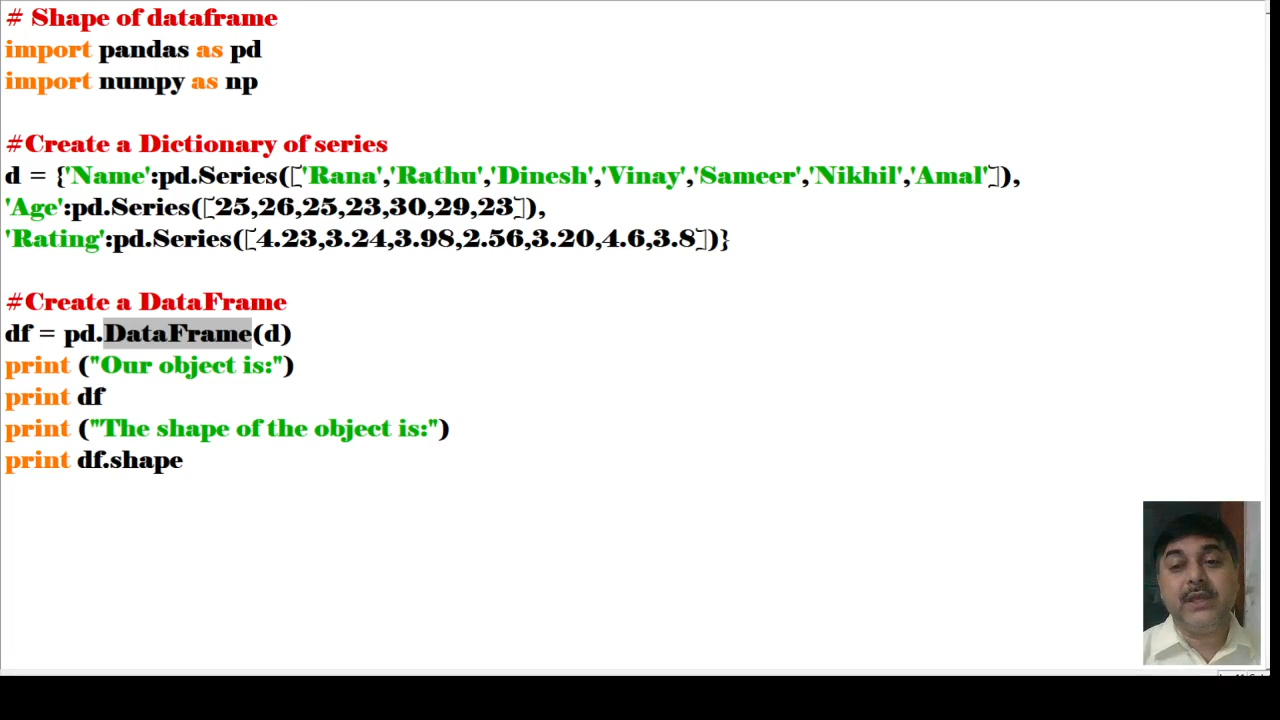 # Shape of dataframe
import pandas as pd
import numpy as np
#Create a Dictionary of series
d = {'Name':pd.Series(['Rana','Rathu','Dinesh','Vinay','Sameer','Nikhil','Amal']),
'Age':pd.Series([25,26,25,23,30,29,23]),
'Rating':pd.Series([4.23,3.24,3.98,2.56,3.20,4.6,3.8])}
#Create a DataFrame
df = pd.DataFrame(d)
print ("Our object is:")
print df
print ("The shape of the object is:")
print df.shape